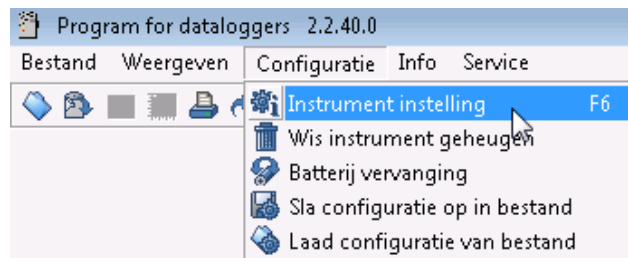 Program for dataloggers 2.2.40.0
Bestand Weergeven Configuratie Info Service
Instrument instelling F6
Wis instrument geheugen
Batterij vervanging
Sla configuratie op in bestand
Laad configuratie van bestand